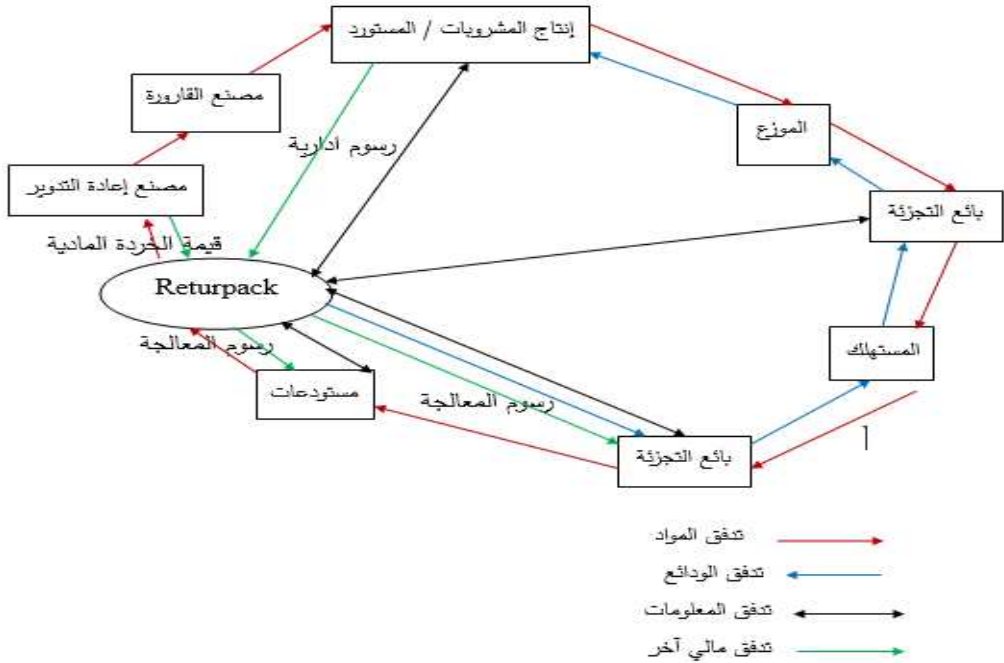 إنتاج المشروبات / المستورد
مصنع القارورة
الموزع
رسوم ادارية
مصنع إعادة التدوير
بائع التجزئة
قيمة الخردة المادية
Returpack
رسوم المعالجة
المستهلك
مستودعات
رسوم المعالجة
بائع التجزئة
أ
تدفق المواد
تدفق الودائع
تدفق المعلومات
تدفق مالي آخر